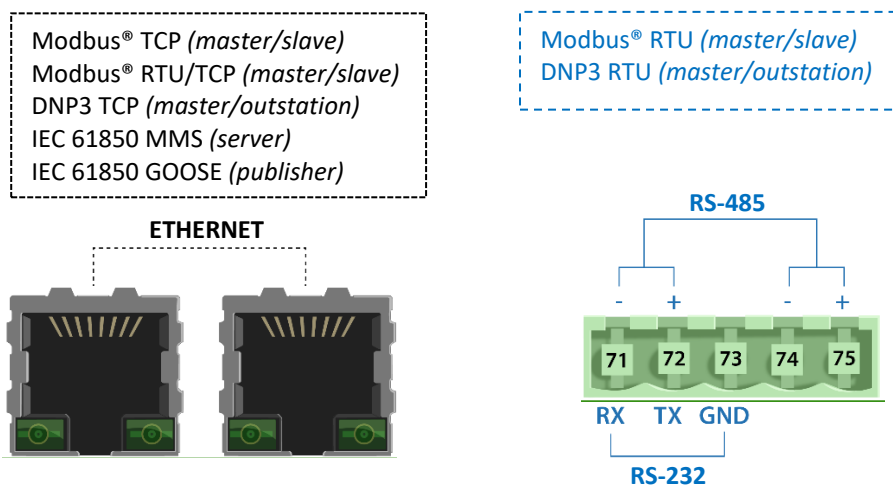 Modbus® TCP (master/slave)
Modbus® RTU/TCP (master/slave)
DNP3 TCP (master/outstation)
IEC 61850 MMS (server)
IEC 61850 GOOSE (publisher)
ETHERNET
Modbus® RTU (master/slave)
DNP3 RTU (master/outstation)
RS-485
- + - +
71 72 73 74 75
RX TX GND
RS-232